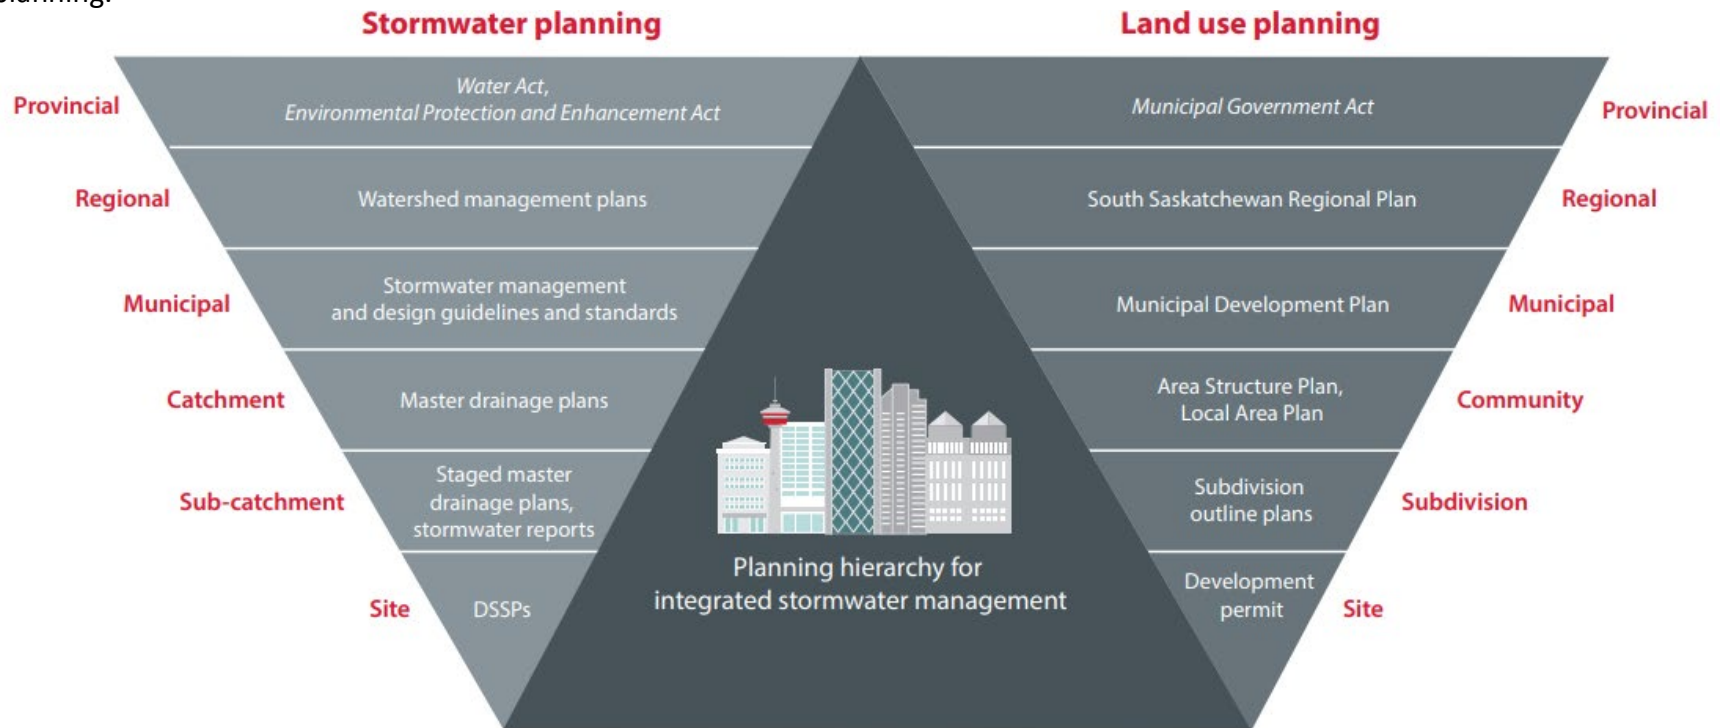 planning.
Stormwater planning
Land use planning
Provincial
Water Act,
Environmental Protection and Enhancement Act
Municipal Government Act
Provincial
Regional
Watershed management plans
South Saskatchewan Regional Plan
Regional
Municipal
Stormwater management
and design guidelines and standards
Municipal Development Plan
Municipal
Catchment
Master drainage plans
Area Structure Plan,
Local Area Plan
Community
Sub-catchment
Staged master
drainage plans,
stormwater reports
Subdivision
outline plans
Subdivision
Site
DSSPs
Planning hierarchy for
integrated stormwater management
Development
permit
Site